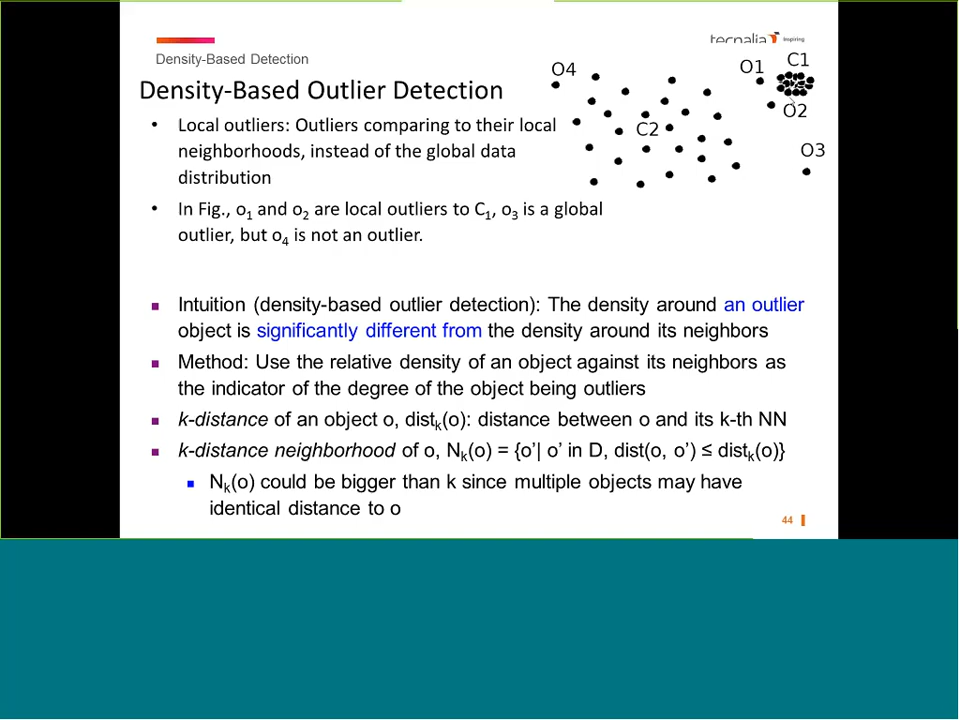 tecnalia Inspiring
Density-Based Detection
Density-Based Outlier Detection
• Local outliers: Outliers comparing to their local
neighborhoods, instead of the global data
distribution
• In Fig., o1 and o2 are local outliers to C1, o3 is a global
outlier, but o4 is not an outlier.
O4
O1
C1
O2
C2
O3
■ Intuition (density-based outlier detection): The density around an outlier
object is significantly different from the density around its neighbors
■ Method: Use the relative density of an object against its neighbors as
the indicator of the degree of the object being outliers
■ k-distance of an object o, distk(o): distance between o and its k-th NN
■ k-distance neighborhood of o, Nk(o) = {o’| o’ in D, dist(o, o’) ≤ distk(o)}
■ Nk(o) could be bigger than k since multiple objects may have
identical distance to o
44